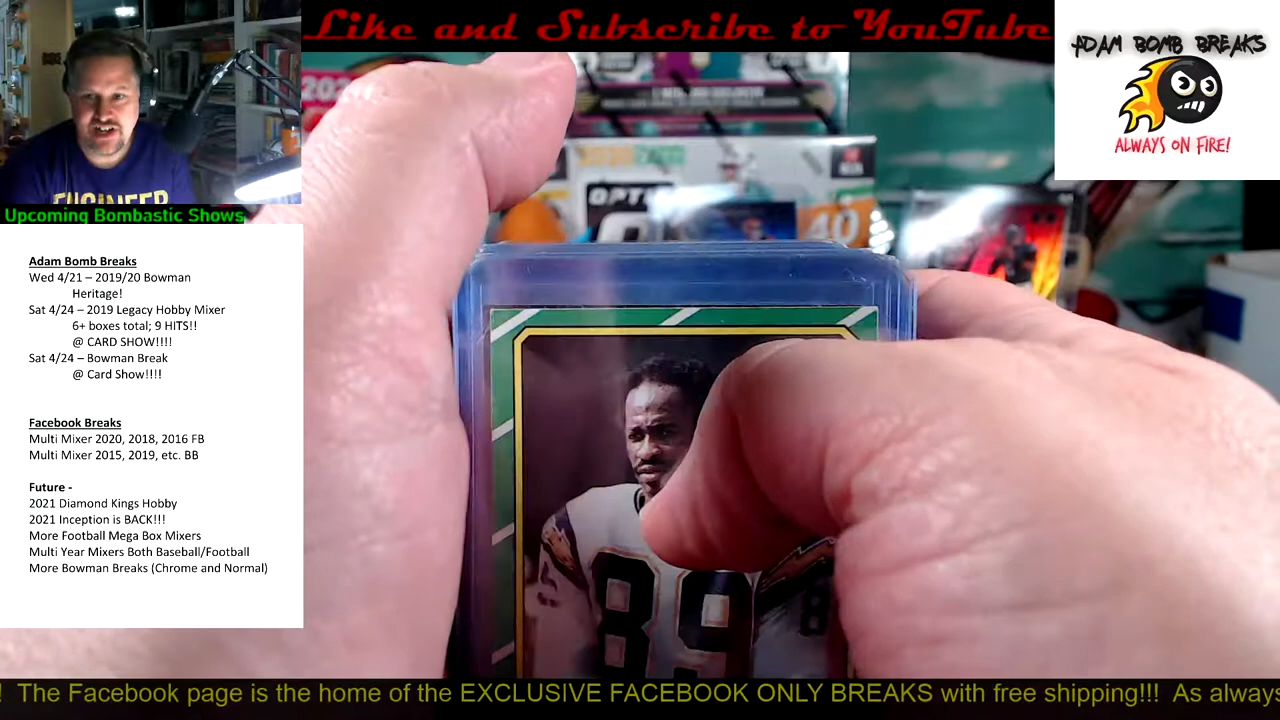 Like and Subscribe to YouTube
ADAM BOMB BREAKS
ALWAYS ON FIRE!
ENGINEER
Upcoming Bombastic Shows
Adam Bomb Breaks
Wed 4/21 – 2019/20 Bowman
Heritage!
Sat 4/24 – 2019 Legacy Hobby Mixer
6+ boxes total; 9 HITS!!
@ CARD SHOW!!!!
Sat 4/24 – Bowman Break
@ Card Show!!!!
Facebook Breaks
Multi Mixer 2020, 2018, 2016 FB
Multi Mixer 2015, 2019, etc. BB
Future -
2021 Diamond Kings Hobby
2021 Inception is BACK!!!
More Football Mega Box Mixers
Multi Year Mixers Both Baseball/Football
More Bowman Breaks (Chrome and Normal)
40
89
8
! The Facebook page is the home of the EXCLUSIVE FACEBOOK ONLY BREAKS with free shipping!!! As always